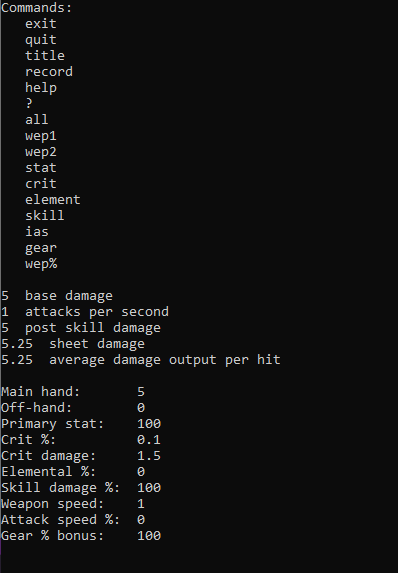 Commands:
exit
quit
title
record
help
?
all
wep1
wep2
stat
crit
element
skill
ias
gear
wep%
5 base damage
1 attacks per second
5 post skill damage
5.25 sheet damage
5.25 average damage output per hit
Main hand: 5
Off-hand: 0
Primary stat: 100
Crit %: 0.1
Crit damage: 1.5
Elemental %: 0
Skill damage %: 100
Weapon speed: 1
Attack speed %: 0
Gear % bonus: 100